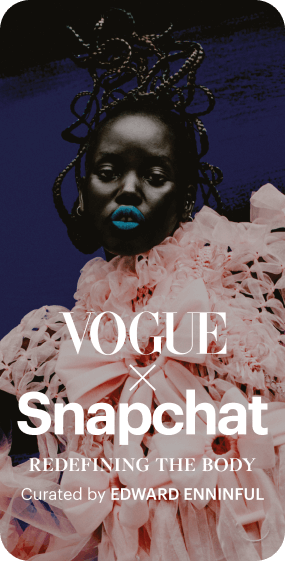 VOGUE
×
Snapchat
REDEFINING THE BODY
Curated by EDWARD ENNINFUL